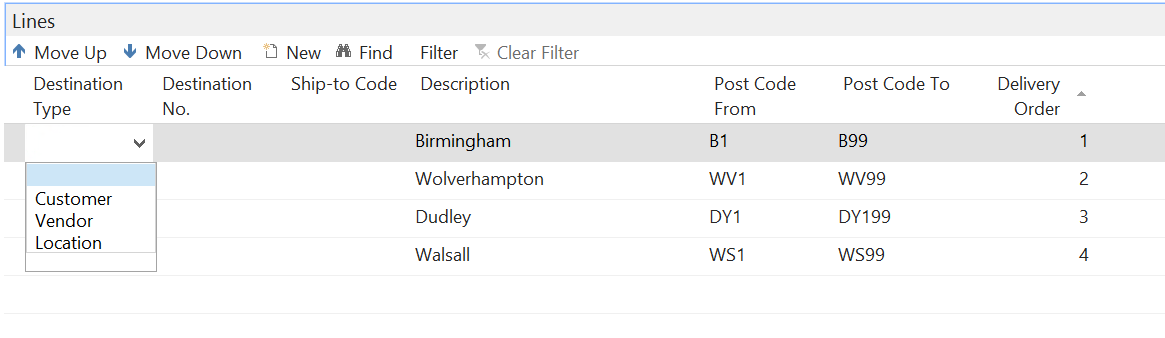 Lines
Move Up Move Down New Find Filter Clear Filter
Destination Type Destination No. Ship-to Code Description Post Code From Post Code To Delivery Order
Birmingham B1 B99 1
Wolverhampton WV1 WV99 2
Customer
Vendor Dudley DY1 DY199 3
Location Walsall WS1 WS99 4